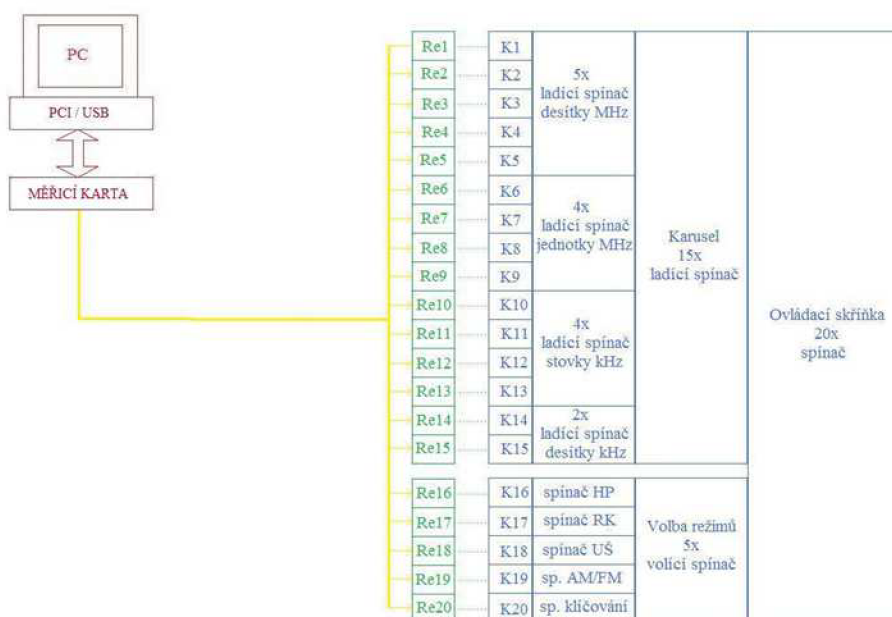 PC
PCI / USB
MĚŘICÍ KARTA
Re1
Re2
Re3
Re4
Re5
Re6
Re7
Re8
Re9
Re10
Re11
Re12
Re13
Re14
Re15
Re16
Re17
Re18
Re19
Re20
K1
K2
K3
K4
K5
K6
K7
K8
K9
K10
K11
K12
K13
K14
K15
K16
K17
K18
K19
K20
5x
ladicí spínač
desítky MHz
4x
ladicí spínač
jednotky MHz
4x
ladicí spínač
stovky kHz
2x
ladicí spínač
desítky kHz
spínač HP
spínač RK
spínač UŠ
sp. AM/FM
sp. klíčování
Karusel
15x
ladicí spínač
Volba režimů
5x
volicí spínač
Ovládací skříňka
20x
spínač